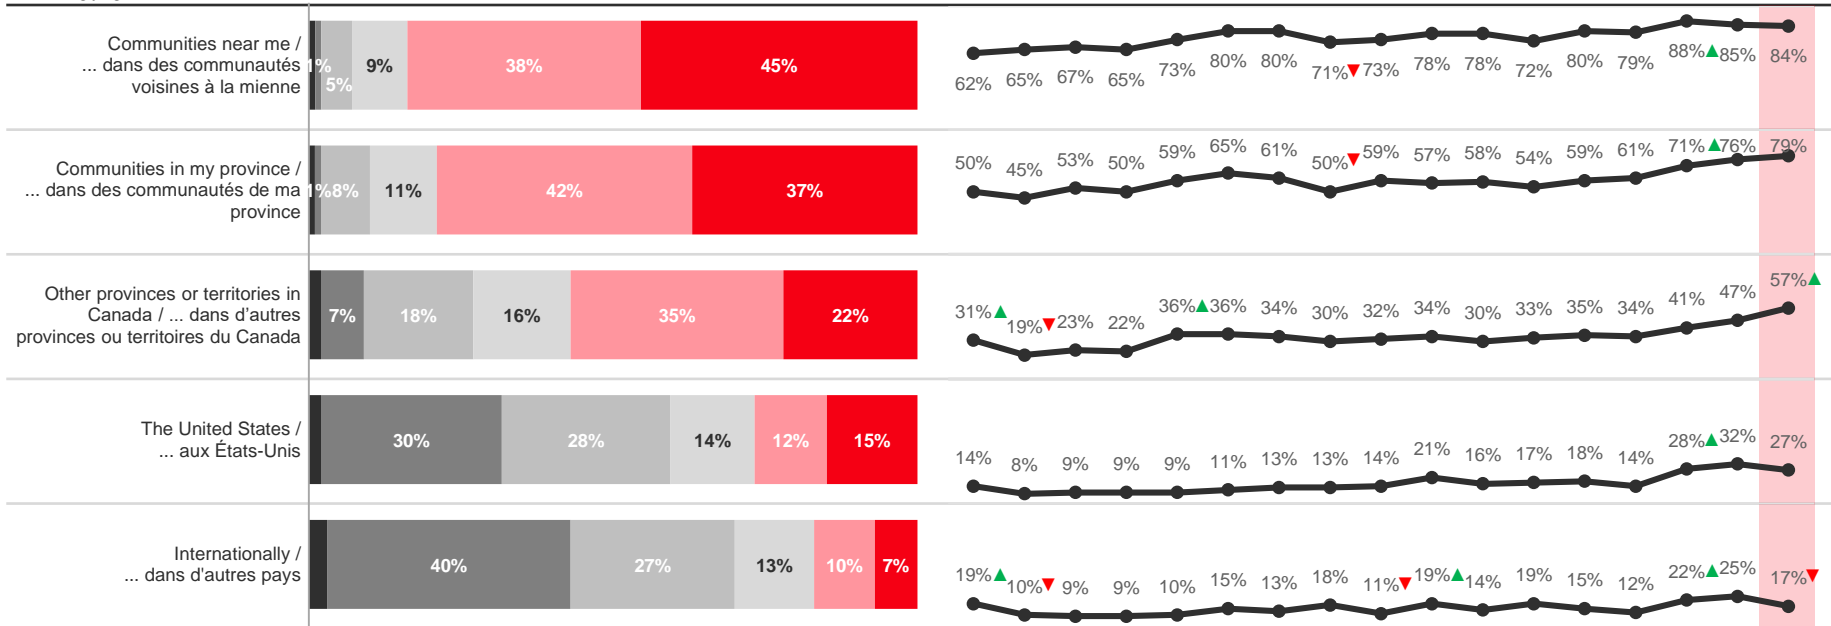 Communities near me /
... dans des communautés
voisines à la mienne
1%
5%
9%
38%
45%
62% 65% 67% 65% 73% 80% 80% 71% 73% 78% 78% 72% 80% 79% 88% 85% 84%
Communities in my province /
... dans des communautés de ma
province
1%
8%
11%
42%
37%
50% 45% 53% 50% 59% 65% 61% 50% 59% 57% 58% 54% 59% 61% 71% 76% 79%
Other provinces or territories in
Canada / ... dans d'autres
provinces ou territoires du Canada
7%
18%
16%
35%
22%
31% 19% 23% 22% 36% 36% 34% 30% 32% 34% 30% 33% 35% 34% 41% 47% 57%
The United States /
... aux États-Unis
30%
28%
14%
12%
15%
14% 8% 9% 9% 9% 11% 13% 13% 14% 21% 16% 17% 18% 14% 28% 32% 27%
Internationally /
... dans d'autres pays
40%
27%
13%
10%
7%
19% 10% 9% 9% 10% 15% 13% 18% 11% 19% 14% 19% 15% 12% 22% 25% 17%